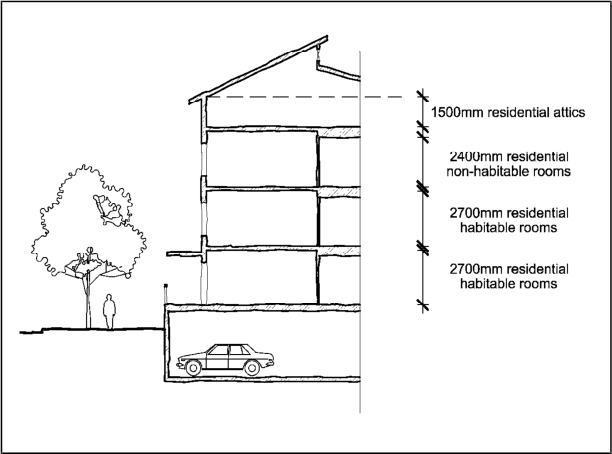 1500mm residential attics
2400mm residential
non-habitable rooms
2700mm residential
habitable rooms
2700mm residential
habitable rooms